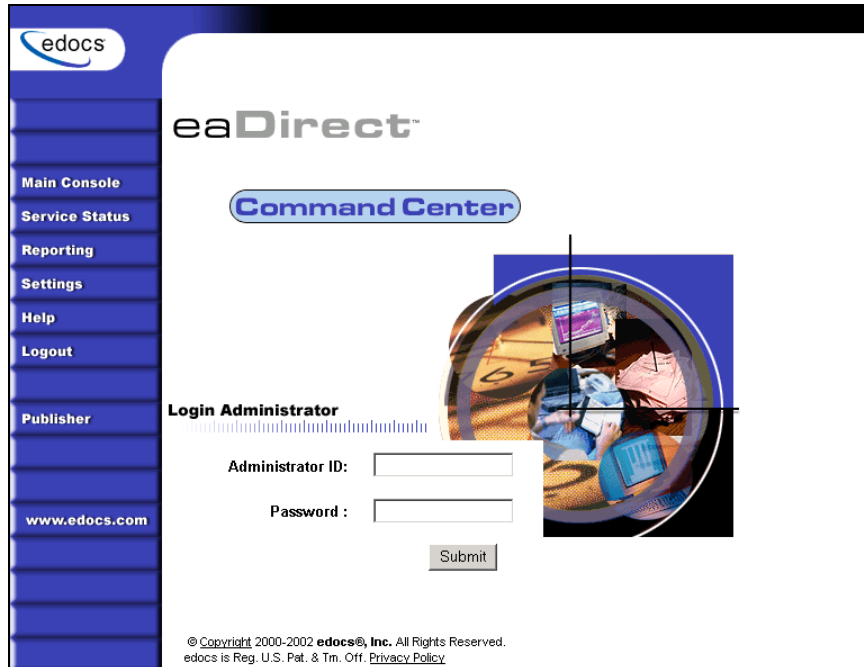 edocs
eaDirect™
Main Console
Service Status
Reporting
Settings
Help
Logout
Publisher
www.edocs.com
Command Center
6 5
Login Administrator
Administrator ID:
Password :
Submit
© Copyright 2000-2002 edocs®, Inc. All Rights Reserved.
edocs is Reg. U.S. Pat. & Tm. Off. Privacy Policy